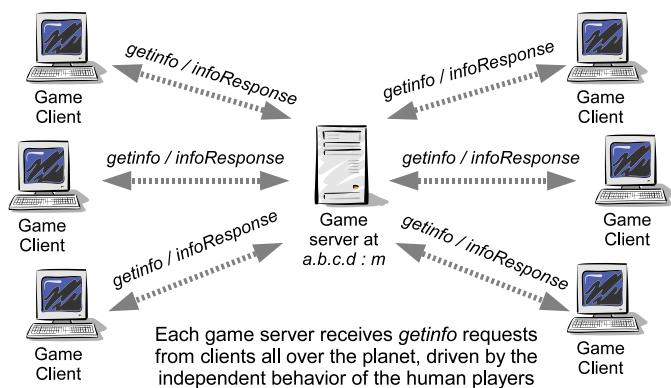 getinfo / infoResponse
getinfo / infoResponse
Game
Client
Game
Client
getinfo / infoResponse
getinfo / infoResponse
Game
Client
Game
server at
a.b.c.d : m
Game
Client
getinfo / infoResponse
getinfo / infoResponse
Game
Client
Game
Client
Each game server receives getinfo requests
from clients all over the planet, driven by the
independent behavior of the human players